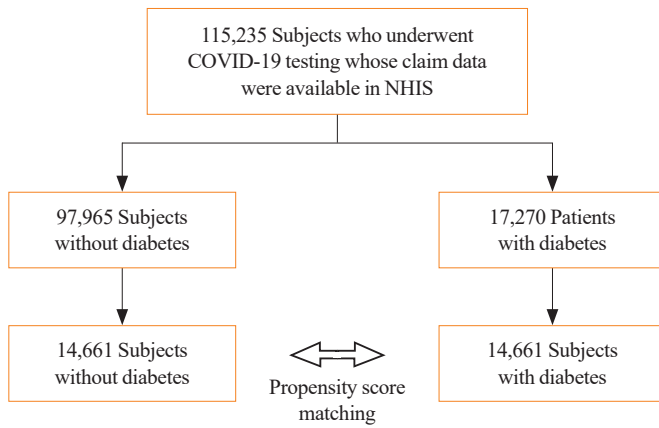 115,235 Subjects who underwent
COVID-19 testing whose claim data
were available in NHIS
97,965 Subjects
without diabetes
17,270 Patients
with diabetes
14,661 Subjects
without diabetes
Propensity score
matching
14,661 Subjects
with diabetes